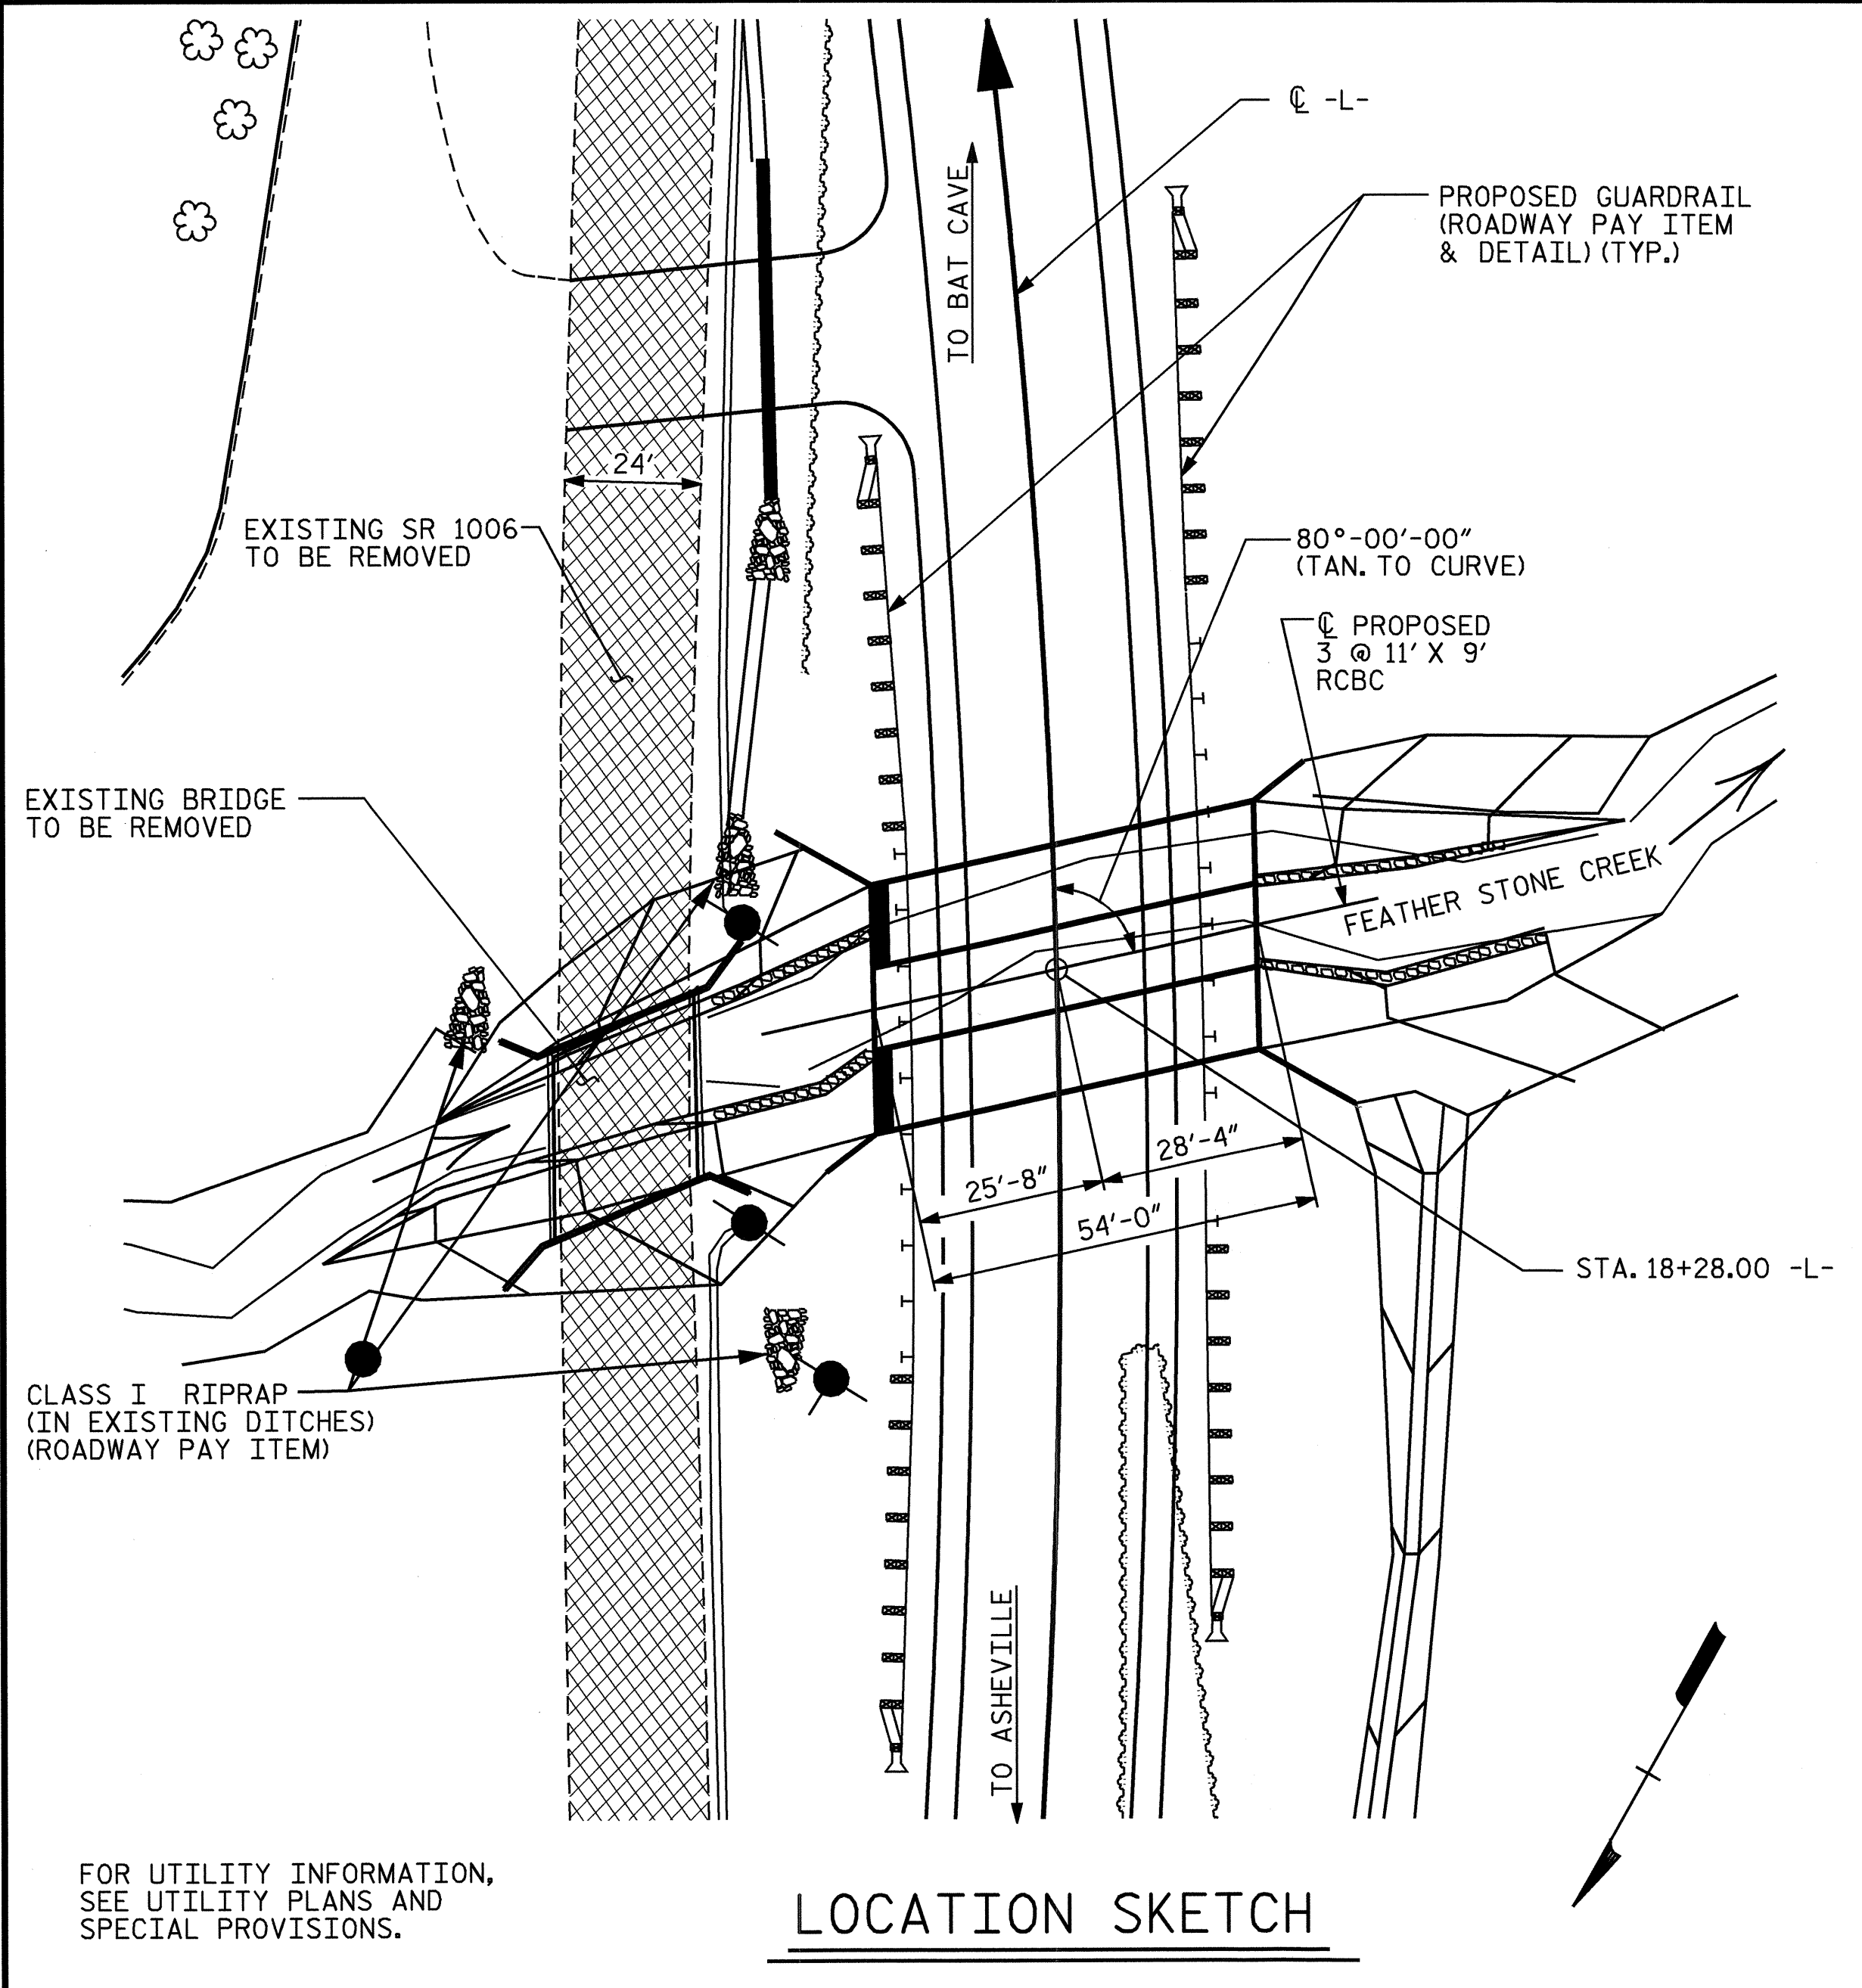 ℄ -L-
TO BAT CAVE
PROPOSED GUARDRAIL
(ROADWAY PAY ITEM
& DETAIL) (TYP.)
24'
EXISTING SR 1006
TO BE REMOVED
80°-00'-00"
(TAN. TO CURVE)
℄ PROPOSED
3 @ 11' X 9'
RCBC
EXISTING BRIDGE
TO BE REMOVED
FEATHER STONE CREEK
28'-4"
25'-8"
54'-0"
STA. 18+28.00 -L-
CLASS I RIPRAP
(IN EXISTING DITCHES)
(ROADWAY PAY ITEM)
TO ASHEVILLE
FOR UTILITY INFORMATION,
SEE UTILITY PLANS AND
SPECIAL PROVISIONS.
LOCATION SKETCH